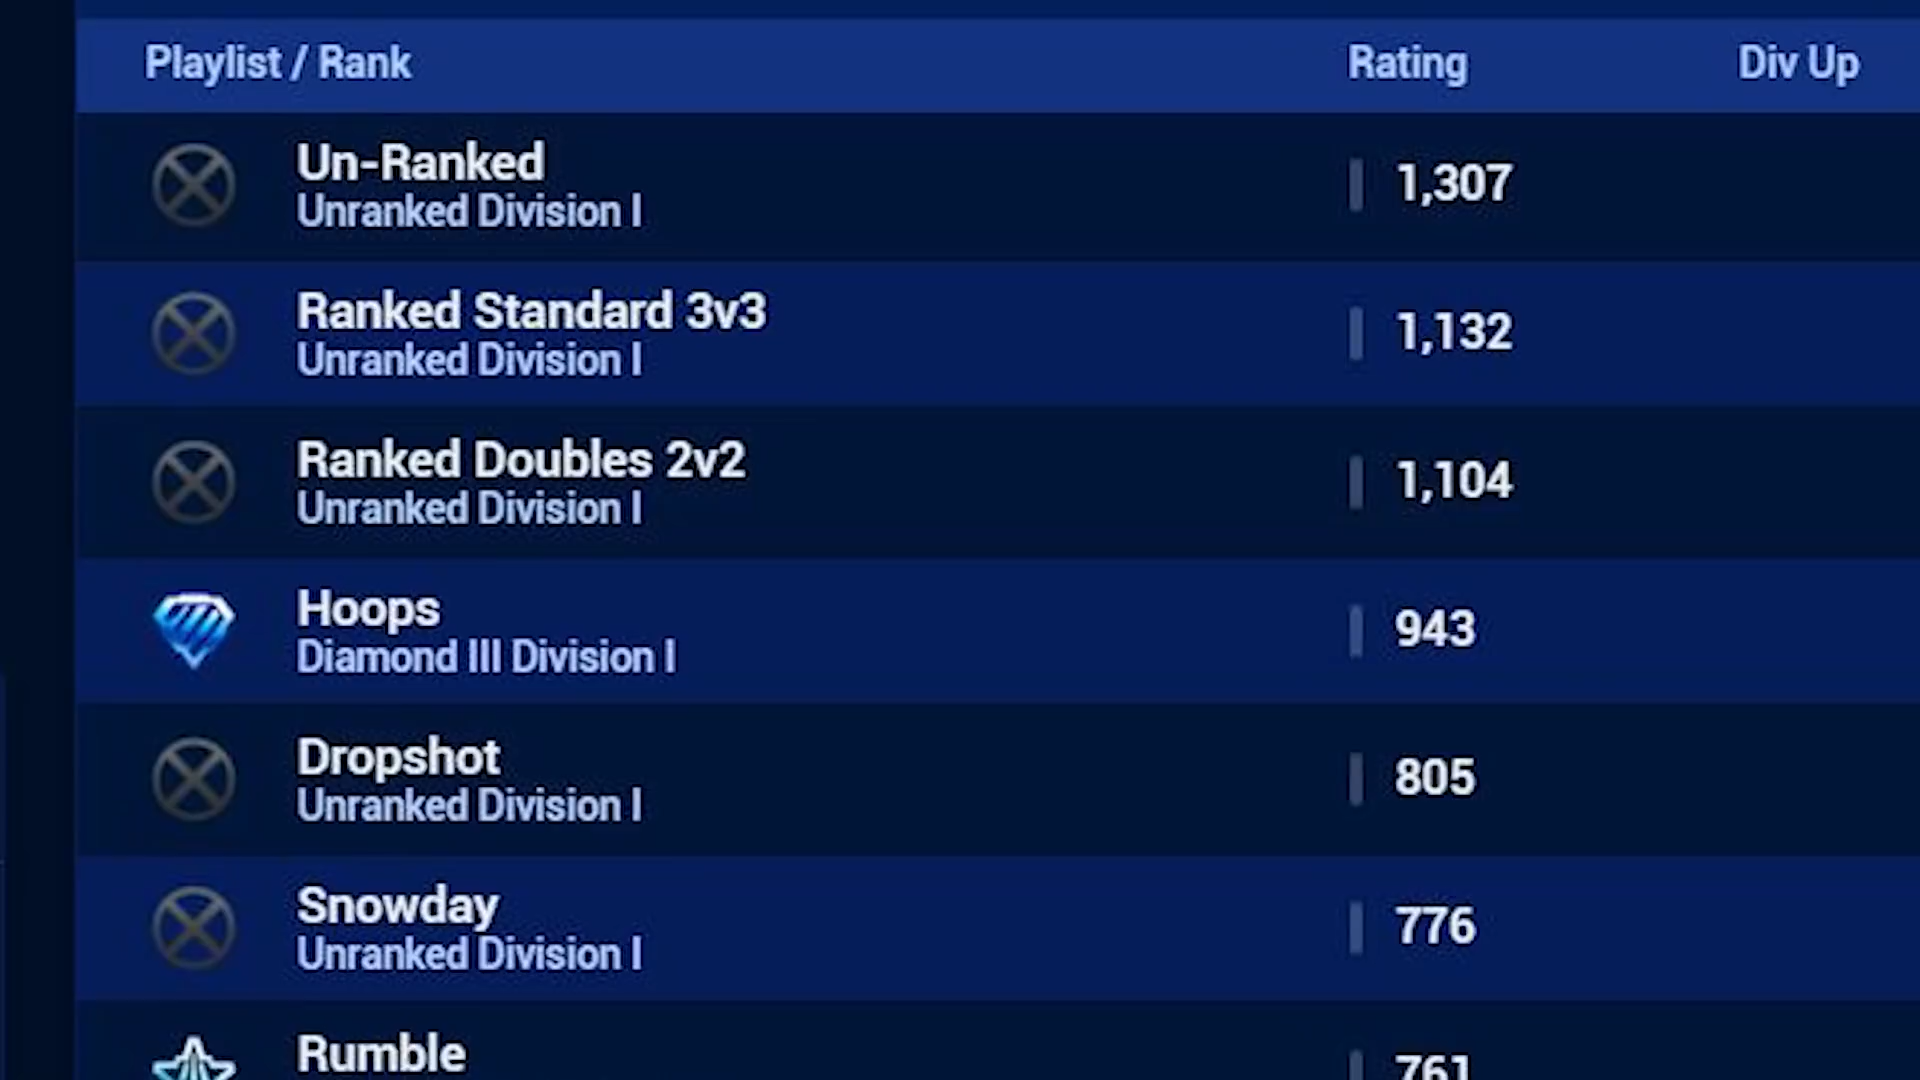 Playlist / Rank Rating Div Up
Un-Ranked
Unranked Division I
1,307
Ranked Standard 3v3
Unranked Division I
1,132
Ranked Doubles 2v2
Unranked Division I
1,104
Hoops
Diamond III Division I
943
Dropshot
Unranked Division I
805
Snowday
Unranked Division I
776
Rumble
761